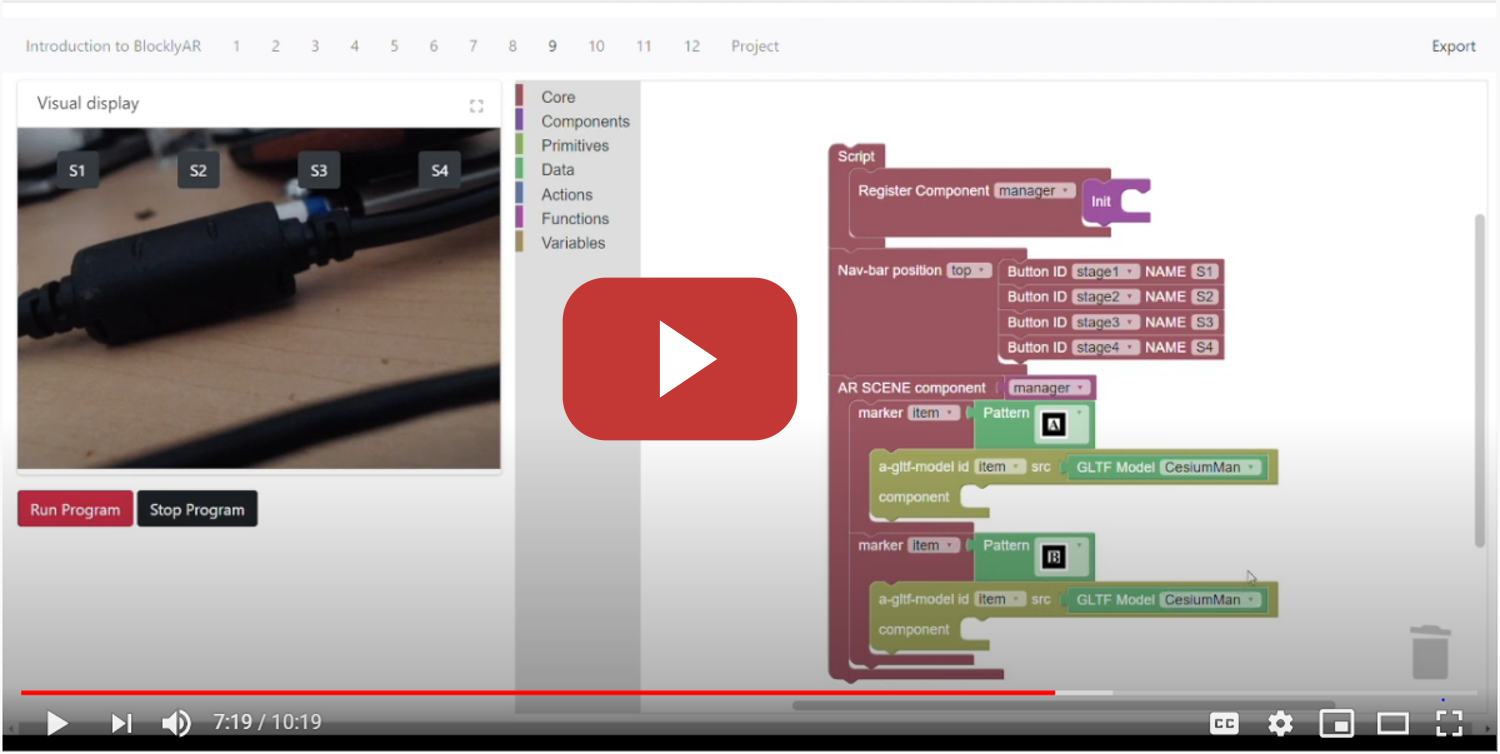 Introduction to BlocklyAR 1 2 3 4 5 6 7 8 9 10 11 12 Project Export
Visual display
S1 S2 S3 S4
Run Program Stop Program
Core
Components
Primitives
Data
Actions
Functions
Variables
Script
Register Component manager Init
Nav-bar position top Button ID stage1 NAME S1
Button ID stage2 NAME S2
Button ID stage3 NAME S3
Button ID stage4 NAME S4
AR SCENE component manager
marker item Pattern A
a-gltf-model id item src GLTF Model CesiumMan
component
marker item Pattern B
a-gltf-model id item src GLTF Model CesiumMan
component
7:19 / 10:19 CC